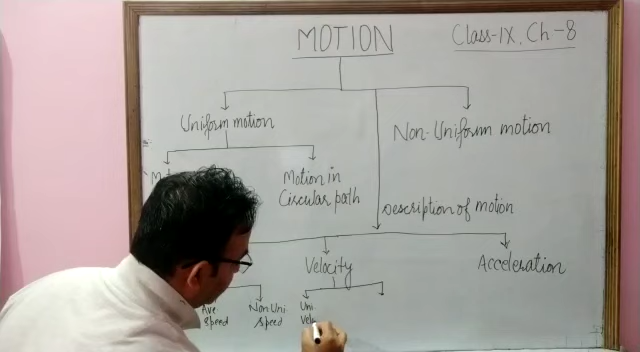 MOTION
Class-IX, Ch-8
Uniform motion
Non-Uniform motion
Motion in
Circular path
Description of motion
Velocity
Acceleration
Ave
speed
Non Uni
speed
Uni
Velo